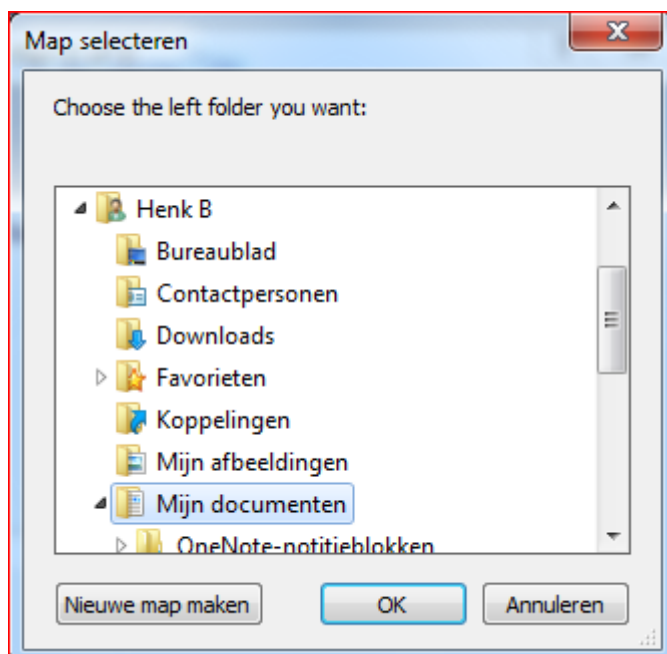 Map selecteren
Choose the left folder you want:
Henk B
Bureaublad
Contactpersonen
Downloads
Favorieten
Koppelingen
Mijn afbeeldingen
Mijn documenten
OneNote-notitieblokken
Nieuwe map maken OK Annuleren